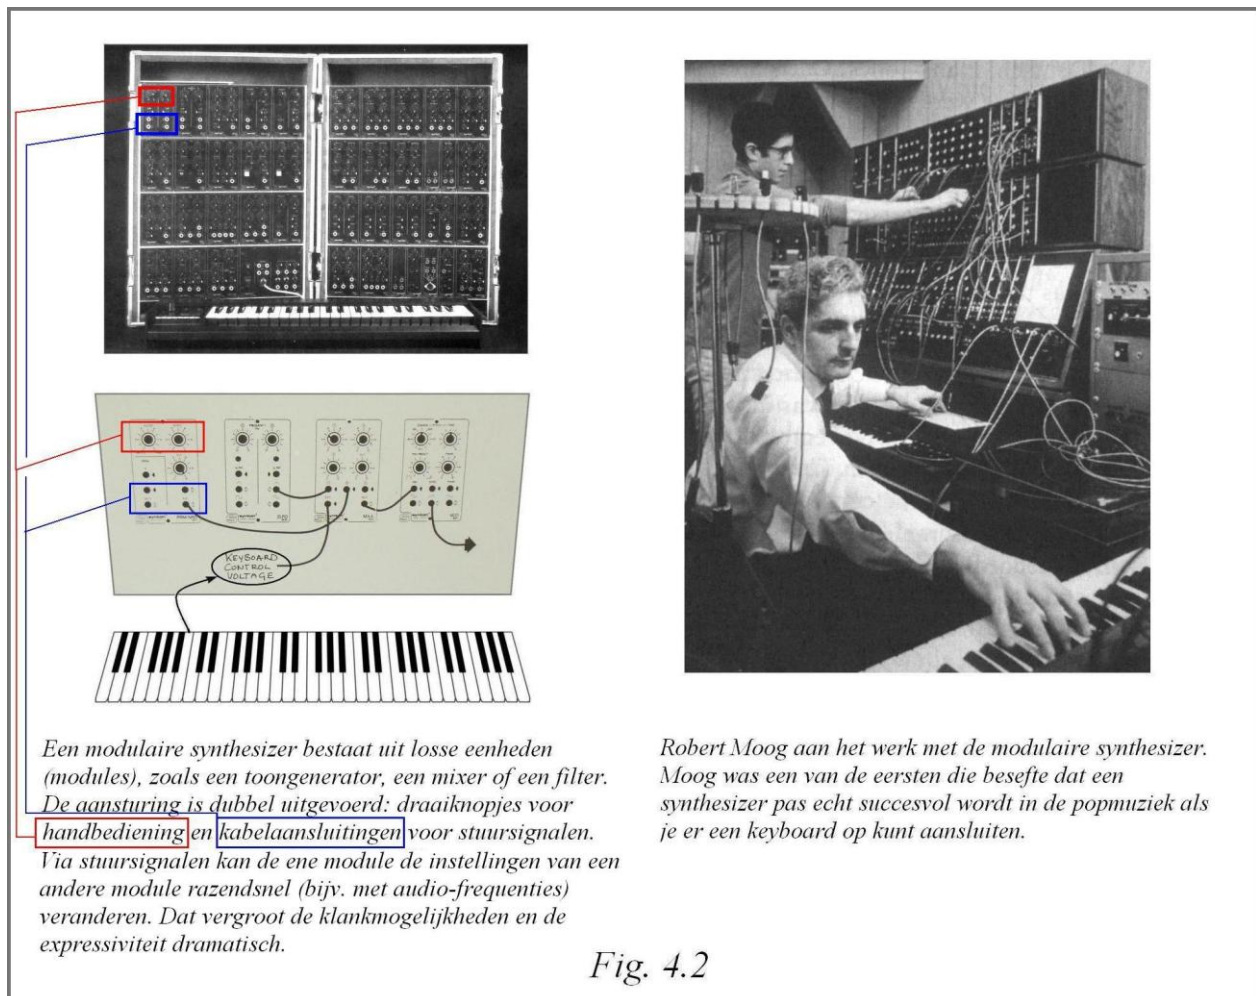 KEYBOARD
CONTROL
VOLTAGE
Een modulaire synthesizer bestaat uit losse eenheden
(modules), zoals een toongenerator, een mixer of een filter.
De aansturing is dubbel uitgevoerd: draaiknopjes voor
handbediening en kabelaansluitingen voor stuursignalen.
Via stuursignalen kan de ene module de instellingen van een
andere module razendsnel (bijv. met audio-frequenties)
veranderen. Dat vergroot de klankmogelijkheden en de
expressiviteit dramatisch.
Robert Moog aan het werk met de modulaire synthesizer.
Moog was een van de eersten die besefte dat een
synthesizer pas echt succesvol wordt in de popmuziek als
je er een keyboard op kunt aansluiten.
Fig. 4.2